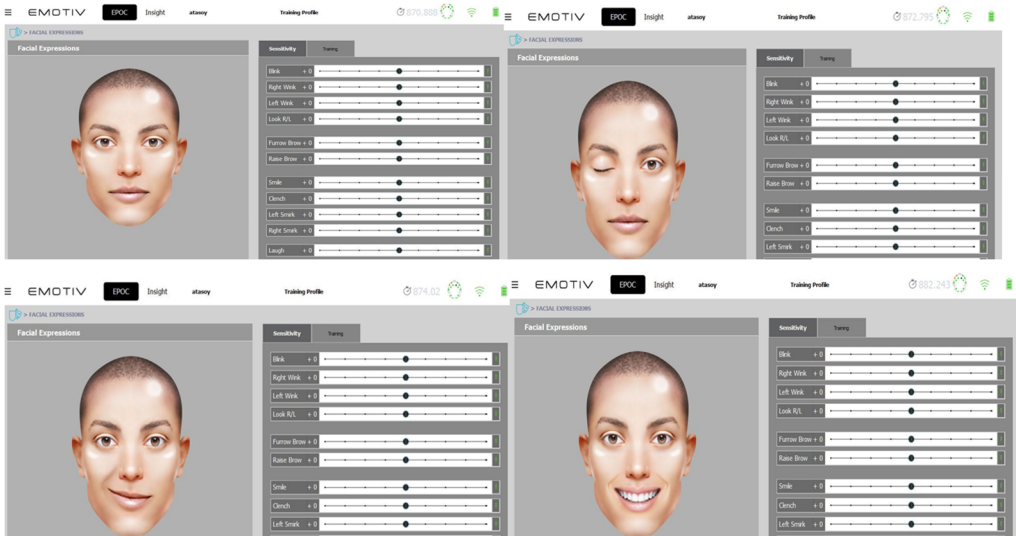 EMOTIV EPOC Insight atasoy Training Profile 870.888
> FACIAL EXPRESSIONS
Facial Expressions
Sensitivity Training
Blink + 0
Right Wink + 0
Left Wink + 0
Look R/L + 0
Furrow Brow + 0
Raise Brow + 0
Smile + 0
Clench + 0
Left Smirk + 0
Right Smirk + 0
Laugh + 0
EMOTIV EPOC Insight atasoy Training Profile 872.795
> FACIAL EXPRESSIONS
Facial Expressions
Sensitivity Training
Blink + 0
Right Wink + 0
Left Wink + 0
Look R/L + 0
Furrow Brow + 0
Raise Brow + 0
Smile + 0
Clench + 0
Left Smirk + 0
EMOTIV EPOC Insight atasoy Training Profile 874.02
> FACIAL EXPRESSIONS
Facial Expressions
Sensitivity Training
Blink + 0
Right Wink + 0
Left Wink + 0
Look R/L + 0
Furrow Brow + 0
Raise Brow + 0
Smile + 0
Clench + 0
Left Smirk + 0
EMOTIV EPOC Insight atasoy Training Profile 882.243
> FACIAL EXPRESSIONS
Facial Expressions
Sensitivity Training
Blink + 0
Right Wink + 0
Left Wink + 0
Look R/L + 0
Furrow Brow + 0
Raise Brow + 0
Smile + 0
Clench + 0
Left Smirk + 0